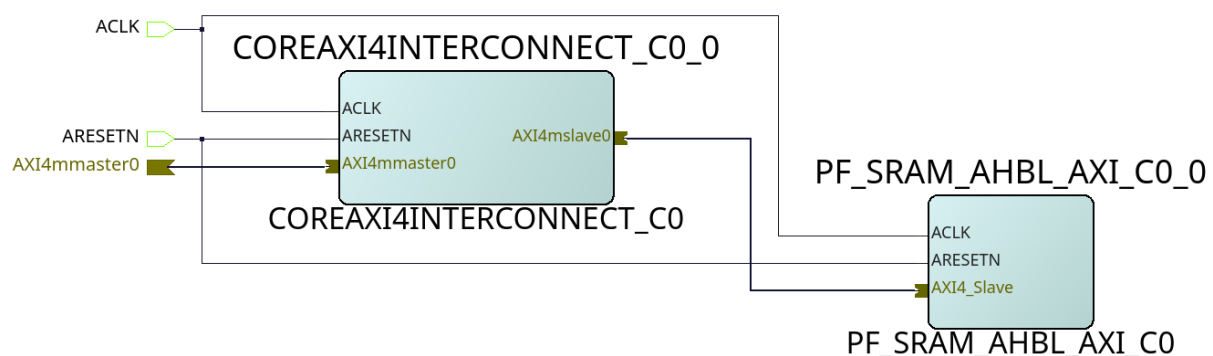 ACLK
COREAXI4INTERCONNECT_C0_0
ACLK
ARESETN
ARESETN
AXI4mslave0
AXI4mmaster0
AXI4mmaster0
COREAXI4INTERCONNECT_C0
PF_SRAM_AHBL_AXI_C0_0
ACLK
ARESETN
AXI4_Slave
PF_SRAM_AHBL_AXI_C0